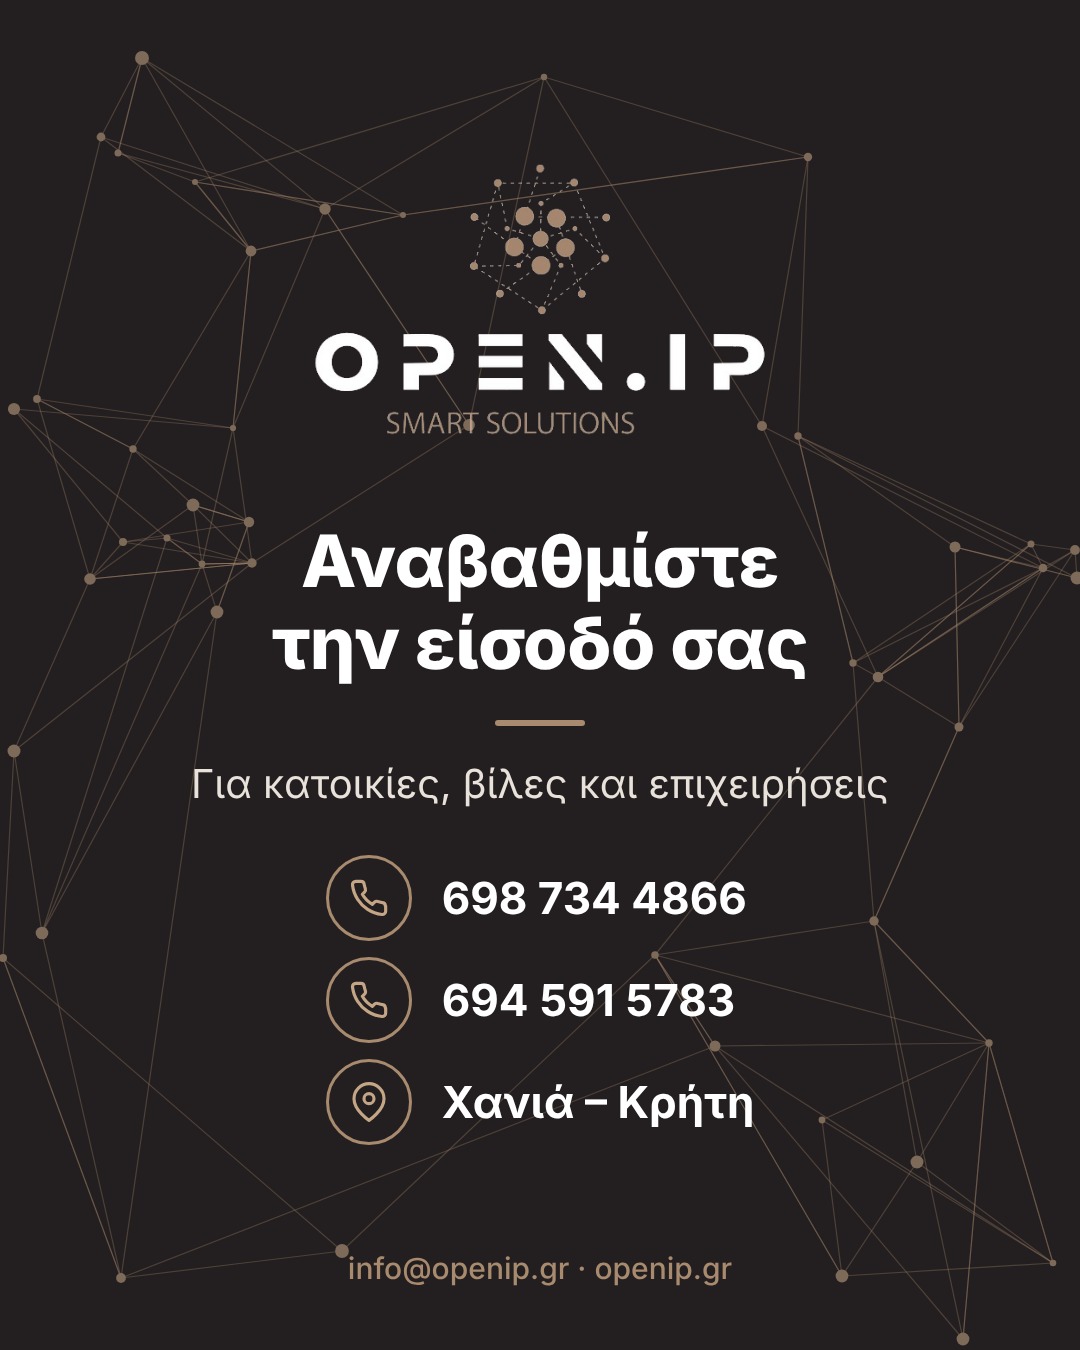 OPEN.IP
SMART SOLUTIONS
Αναβαθμίστε
την είσοδό σας
Για κατοικίες, βίλες και επιχειρήσεις
698 734 4866
694 591 5783
Χανιά – Κρήτη
info@openip.gr · openip.gr